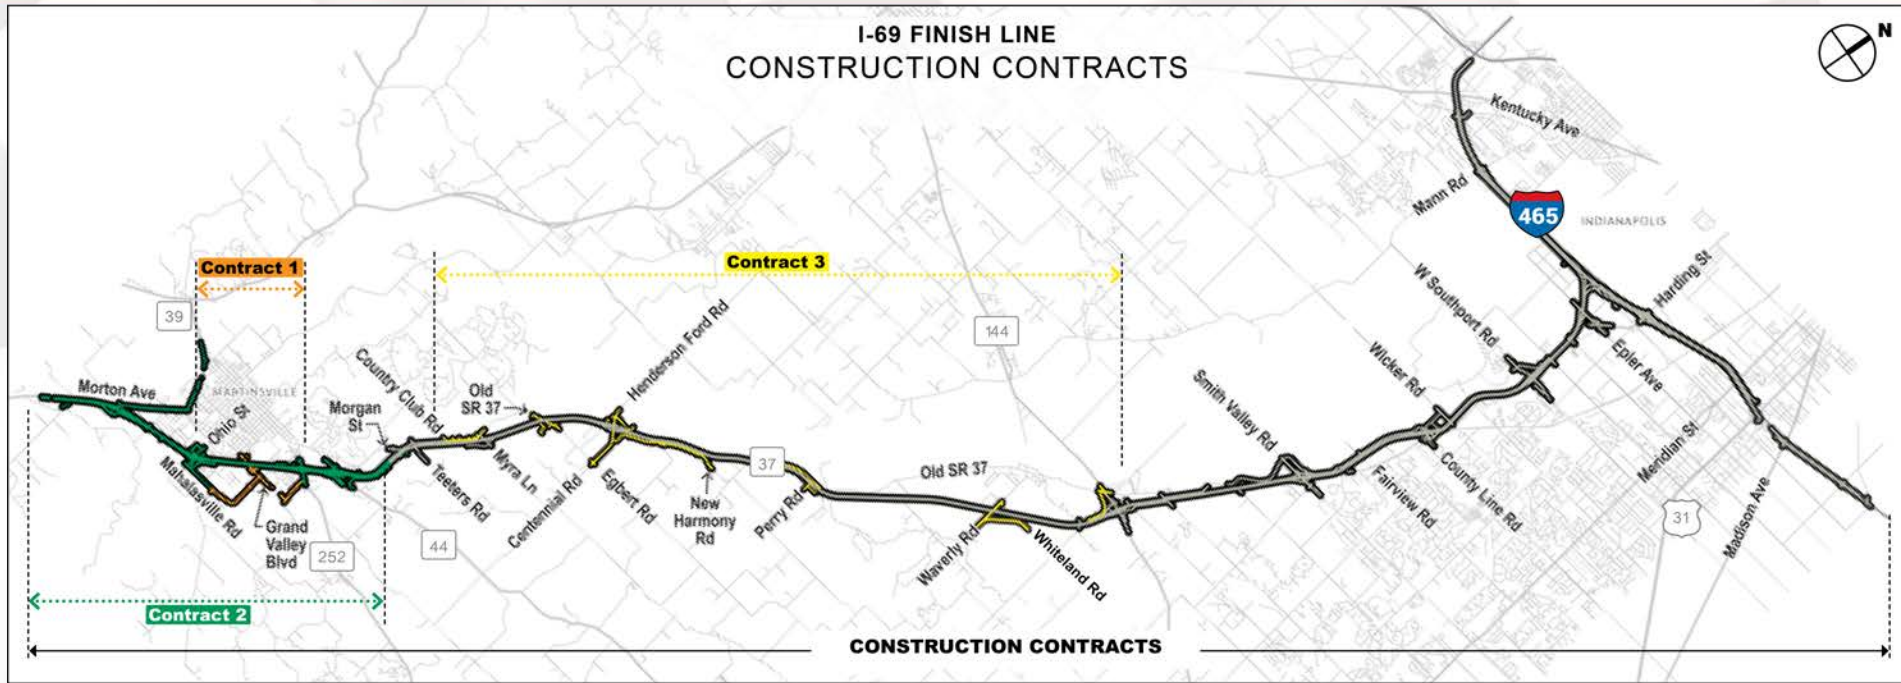 I-69 FINISH LINE
CONSTRUCTION CONTRACTS
N
Kentucky Ave
Mann Rd
465
INDIANAPOLIS
Contract 1
Contract 3
Harding St
W Southport Rd
39
144
Henderson Ford Rd
Epler Ave
Wicker Rd
Country Club Rd
Smith Valley Rd
Morton Ave
MARTINSVILLE
Old
SR 37
Morgan
St
Ohio St
Meridian St
Mahalasville Rd
Teeters Rd
Myra Ln
Centennial Rd
Egbert Rd
37
Old SR 37
Perry Rd
New
Harmony
Rd
Fairview Rd
County Line Rd
31
Madison Ave
Grand
Valley
Blvd
252
44
Waverly Rd
Whiteland Rd
Contract 2
CONSTRUCTION CONTRACTS